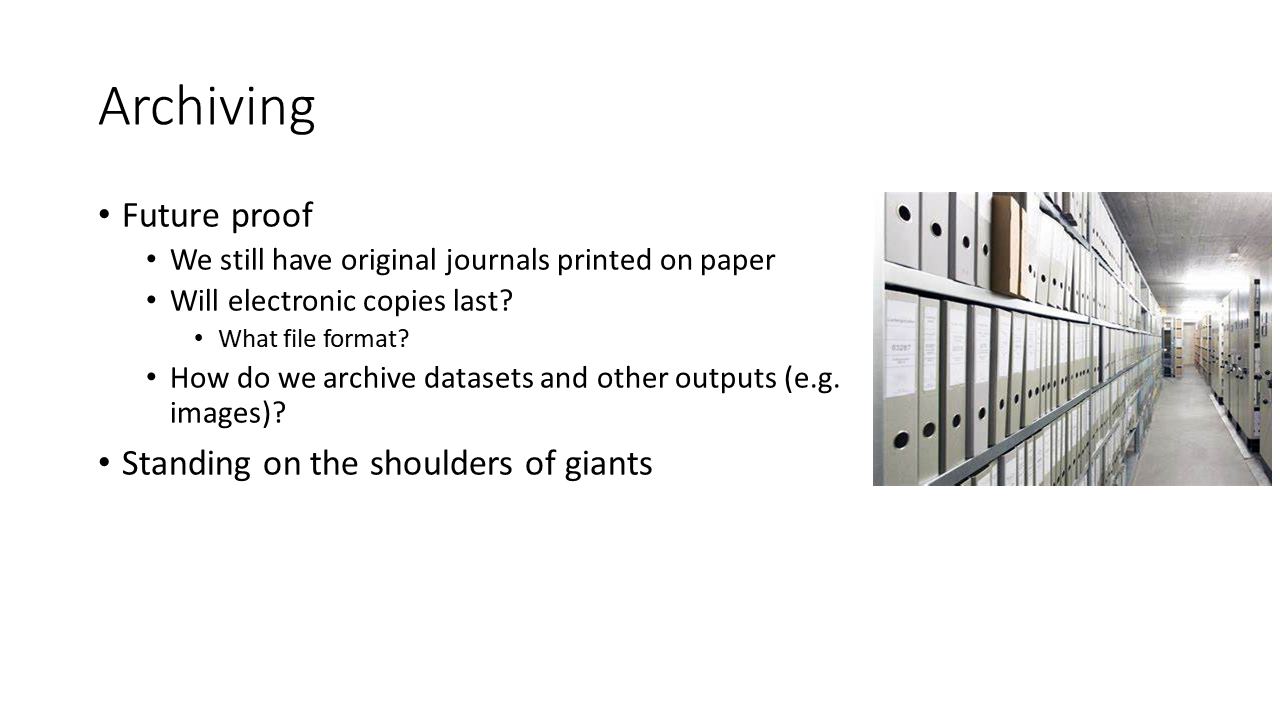 Archiving
• Future proof
• We still have original journals printed on paper
• Will electronic copies last?
• What file format?
• How do we archive datasets and other outputs (e.g.
images)?
• Standing on the shoulders of giants